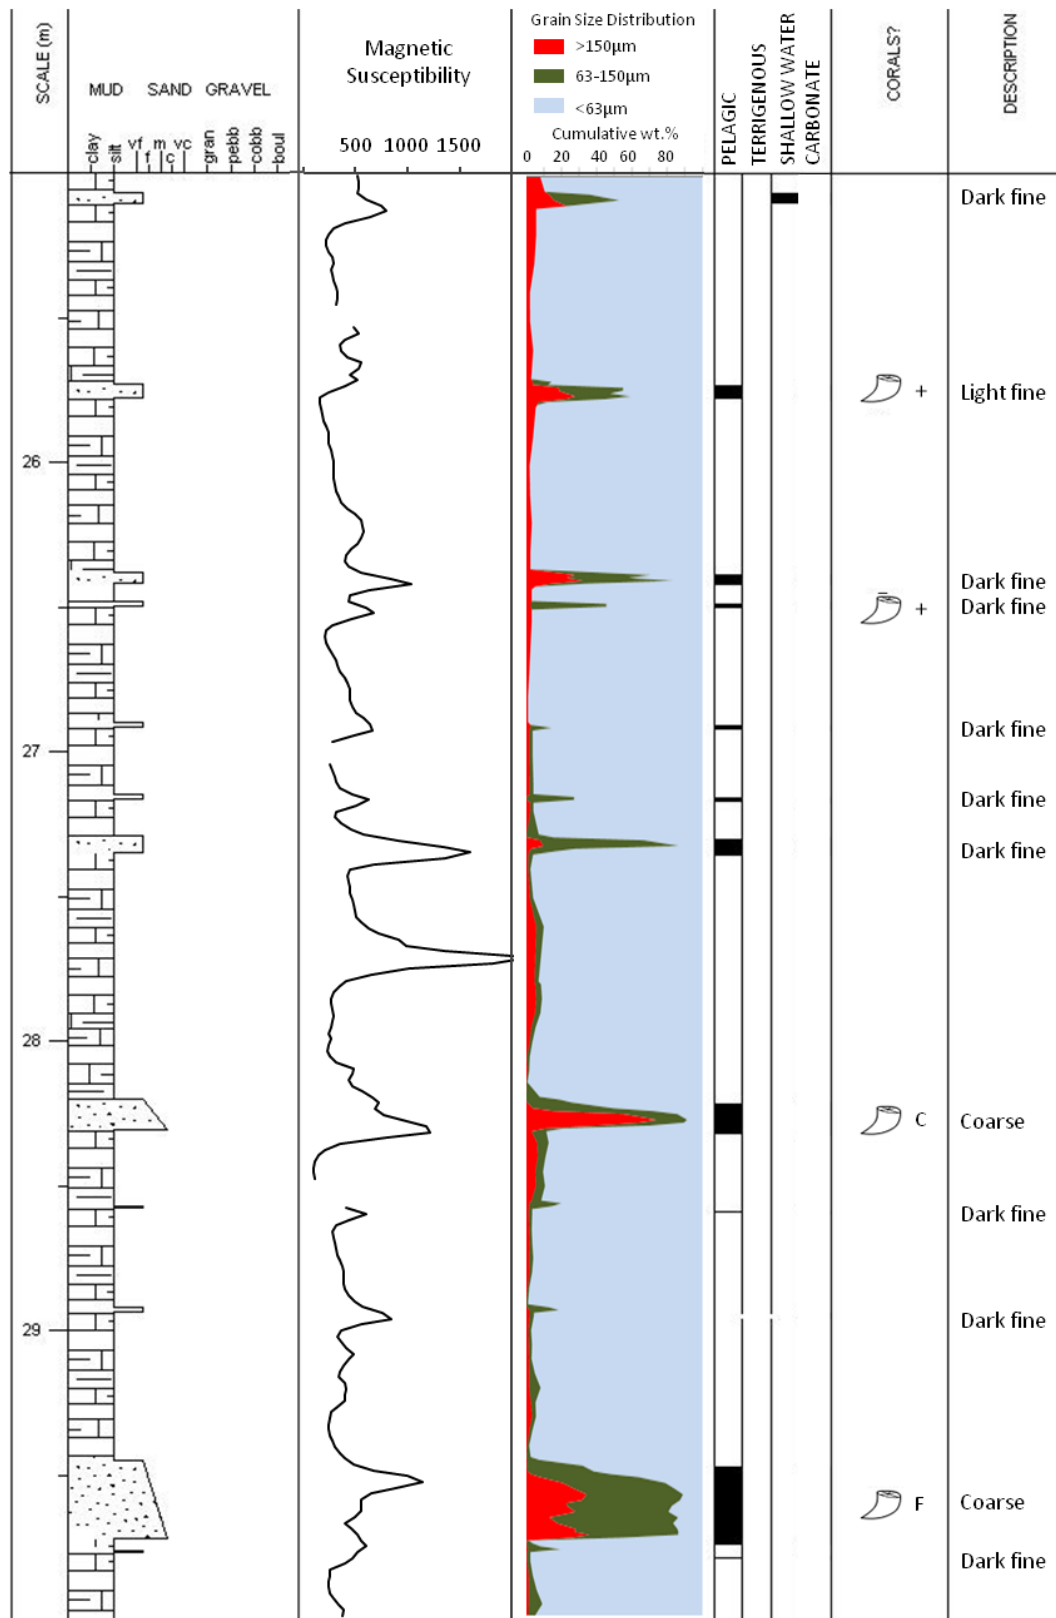 SCALE (m)
MUD SAND GRAVEL
clay
silt
vf
f
m
c
vc
gran
pebb
cobb
boul
Magnetic
Susceptibility
500 1000 1500
Grain Size Distribution
>150µm
63-150µm
<63µm
Cumulative wt.%
0 20 40 60 80
PELAGIC
TERRIGENOUS
SHALLOW WATER
CARBONATE
CORALS?
DESCRIPTION
Dark fine
+ Light fine
26
Dark fine
+ Dark fine
Dark fine
27
Dark fine
Dark fine
28
C Coarse
Dark fine
29 Dark fine
F Coarse
Dark fine